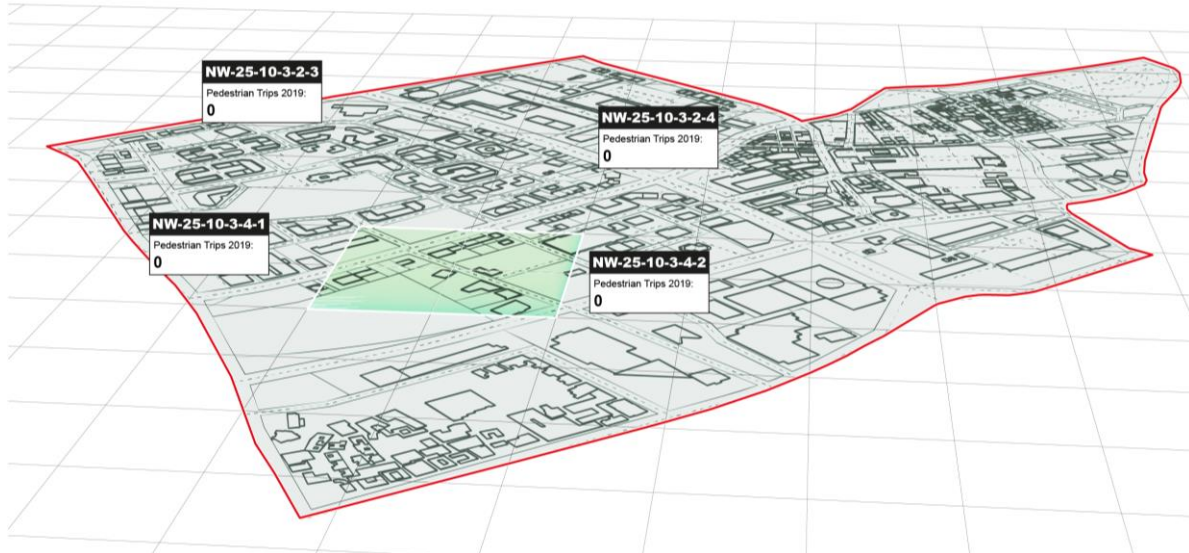 NW-25-10-3-2-3
Pedestrian Trips 2019:
0
NW-25-10-3-2-4
Pedestrian Trips 2019:
0
NW-25-10-3-4-1
Pedestrian Trips 2019:
0
NW-25-10-3-4-2
Pedestrian Trips 2019:
0